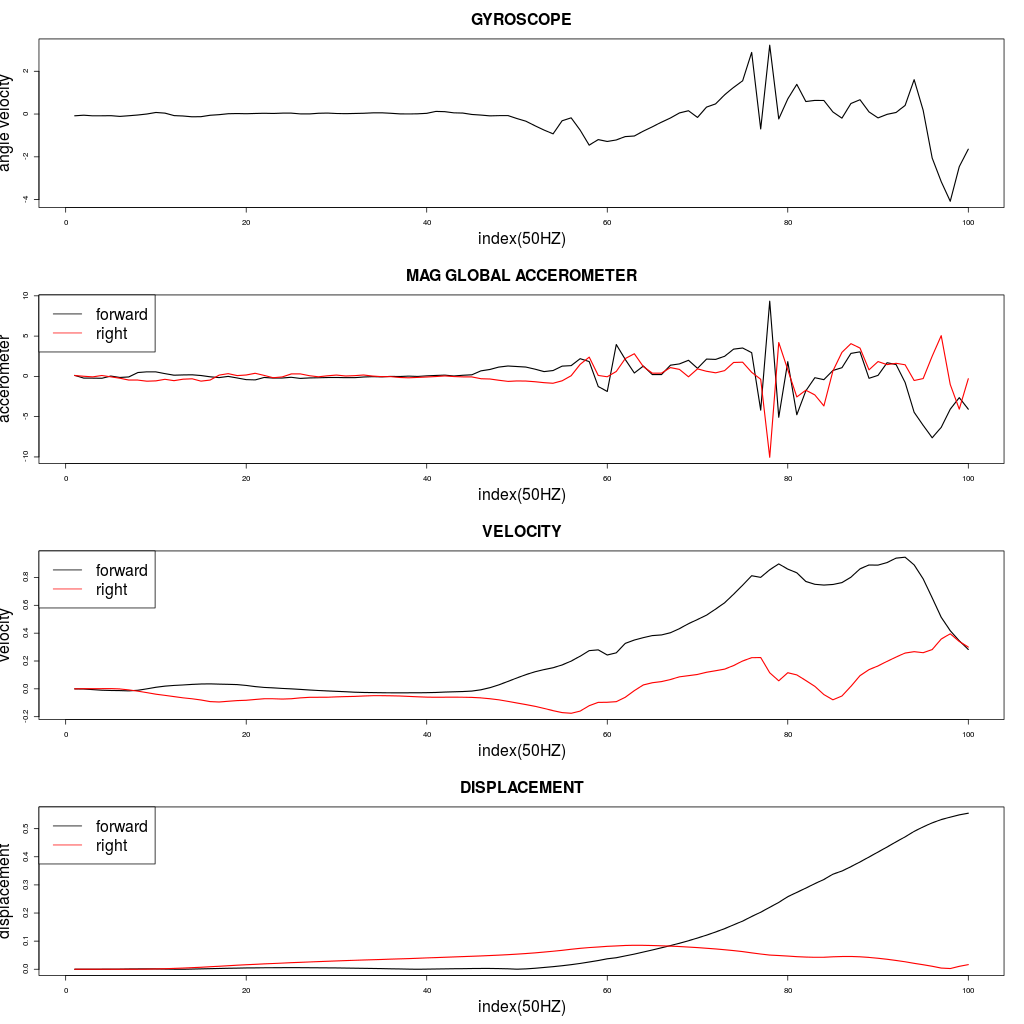 GYROSCOPE
angle velocity
2
0
-2
-4
0 20 40 60 80 100
index(50HZ)
MAG GLOBAL ACCEROMETER
accerometer
10
5
0
-5
-10
forward
right
0 20 40 60 80 100
index(50HZ)
VELOCITY
velocity
0.8
0.6
0.4
0.2
0.0
-0.2
forward
right
0 20 40 60 80 100
index(50HZ)
DISPLACEMENT
displacement
0.5
0.4
0.3
0.2
0.1
0.0
forward
right
0 20 40 60 80 100
index(50HZ)